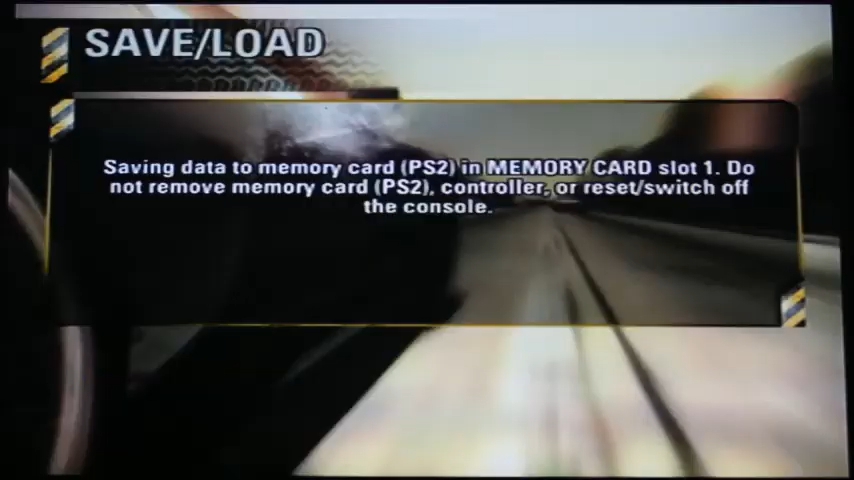 SAVE/LOAD
Saving data to memory card (PS2) in MEMORY CARD slot 1. Do
not remove memory card (PS2), controller, or reset/switch off
the console.